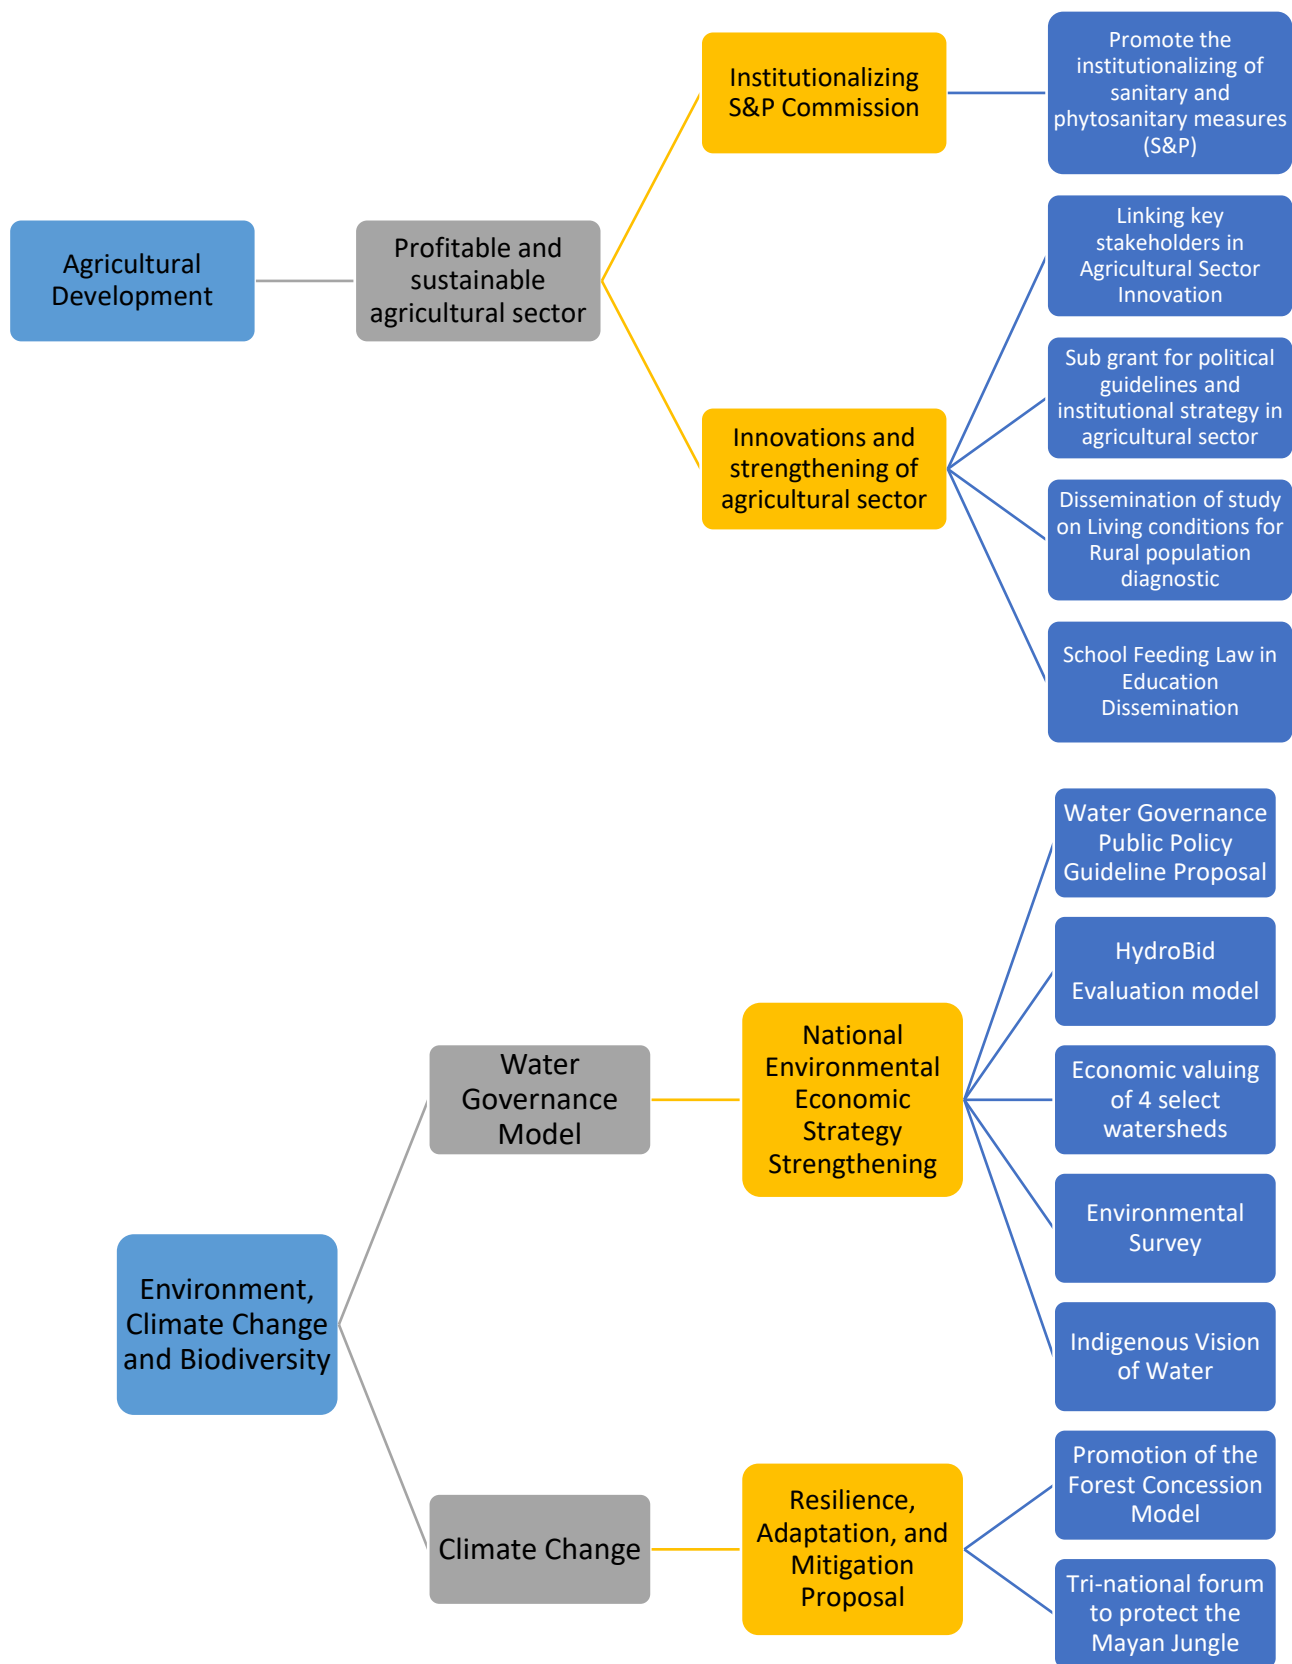 Agricultural
Development
Profitable and
sustainable
agricultural sector
Institutionalizing
S&P Commission
Promote the
institutionalizing of
sanitary and
phytosanitary measures
(S&P)
Innovations and
strengthening of
agricultural sector
Linking key
stakeholders in
Agricultural Sector
Innovation
Sub grant for political
guidelines and
institutional strategy in
agricultural sector
Dissemination of study
on Living conditions for
Rural population
diagnostic
School Feeding Law in
Education
Dissemination
Environment,
Climate Change
and Biodiversity
Water
Governance
Model
National
Environmental
Economic
Strategy
Strengthening
Water Governance
Public Policy
Guideline Proposal
HydroBid
Evaluation model
Economic valuing
of 4 select
watersheds
Environmental
Survey
Indigenous Vision
of Water
Climate Change
Resilience,
Adaptation, and
Mitigation
Proposal
Promotion of the
Forest Concession
Model
Tri-national forum
to protect the
Mayan Jungle